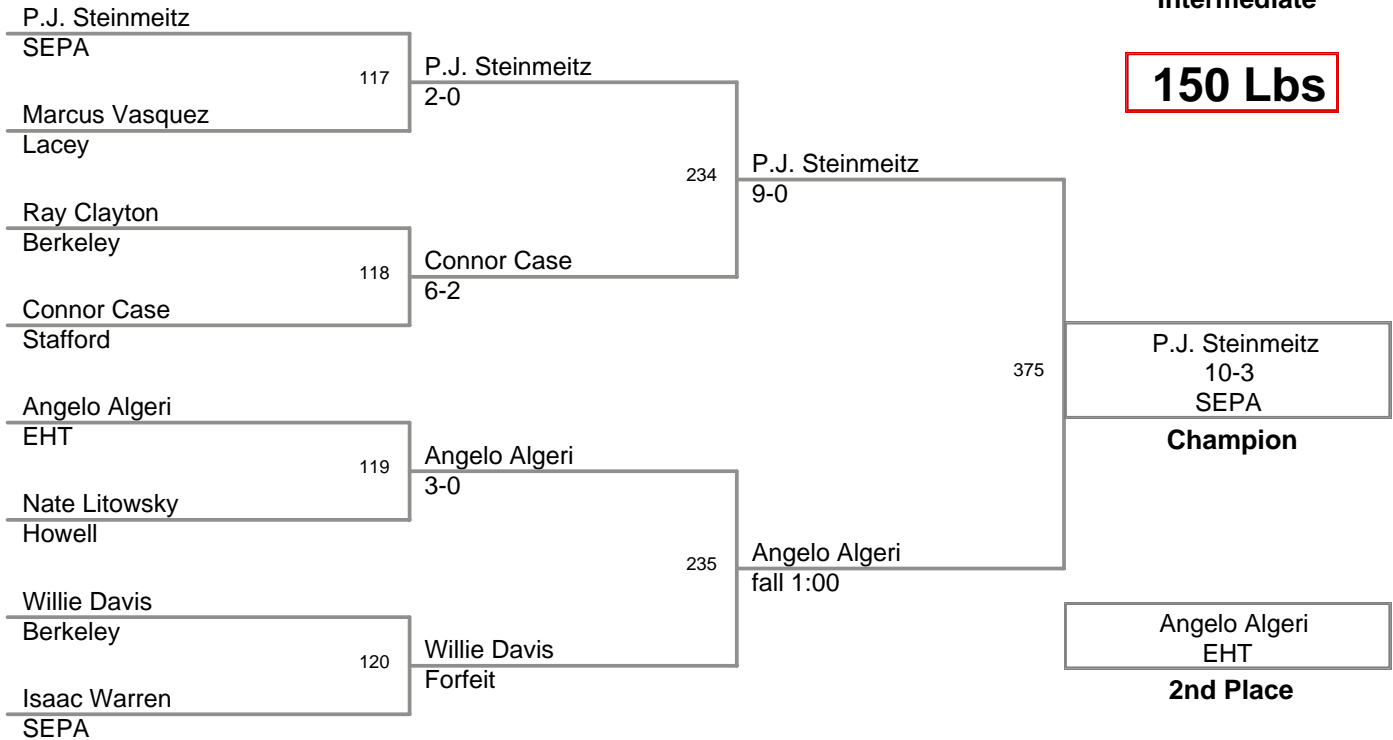 Intermediate
150 Lbs
P.J. Steinmeitz
SEPA
117
Marcus Vasquez
Lacey
P.J. Steinmeitz
2-0
234
Ray Clayton
Berkeley
118
Connor Case
Stafford
Connor Case
6-2
P.J. Steinmeitz
9-0
375
Angelo Algeri
EHT
119
Nate Litowsky
Howell
Angelo Algeri
3-0
235
Willie Davis
Berkeley
120
Isaac Warren
SEPA
Willie Davis
Forfeit
Angelo Algeri
fall 1:00
P.J. Steinmeitz
10-3
SEPA
Champion
Angelo Algeri
EHT
2nd Place